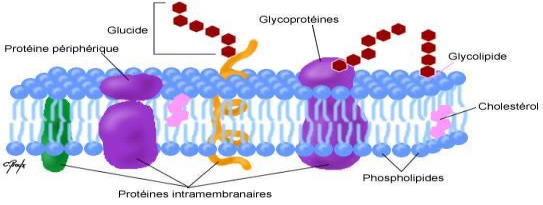 Glucide
Glycoprotéines
Protéine périphérique
Glycolipide
Cholestérol
Phospholipides
Protéines intramembranaires